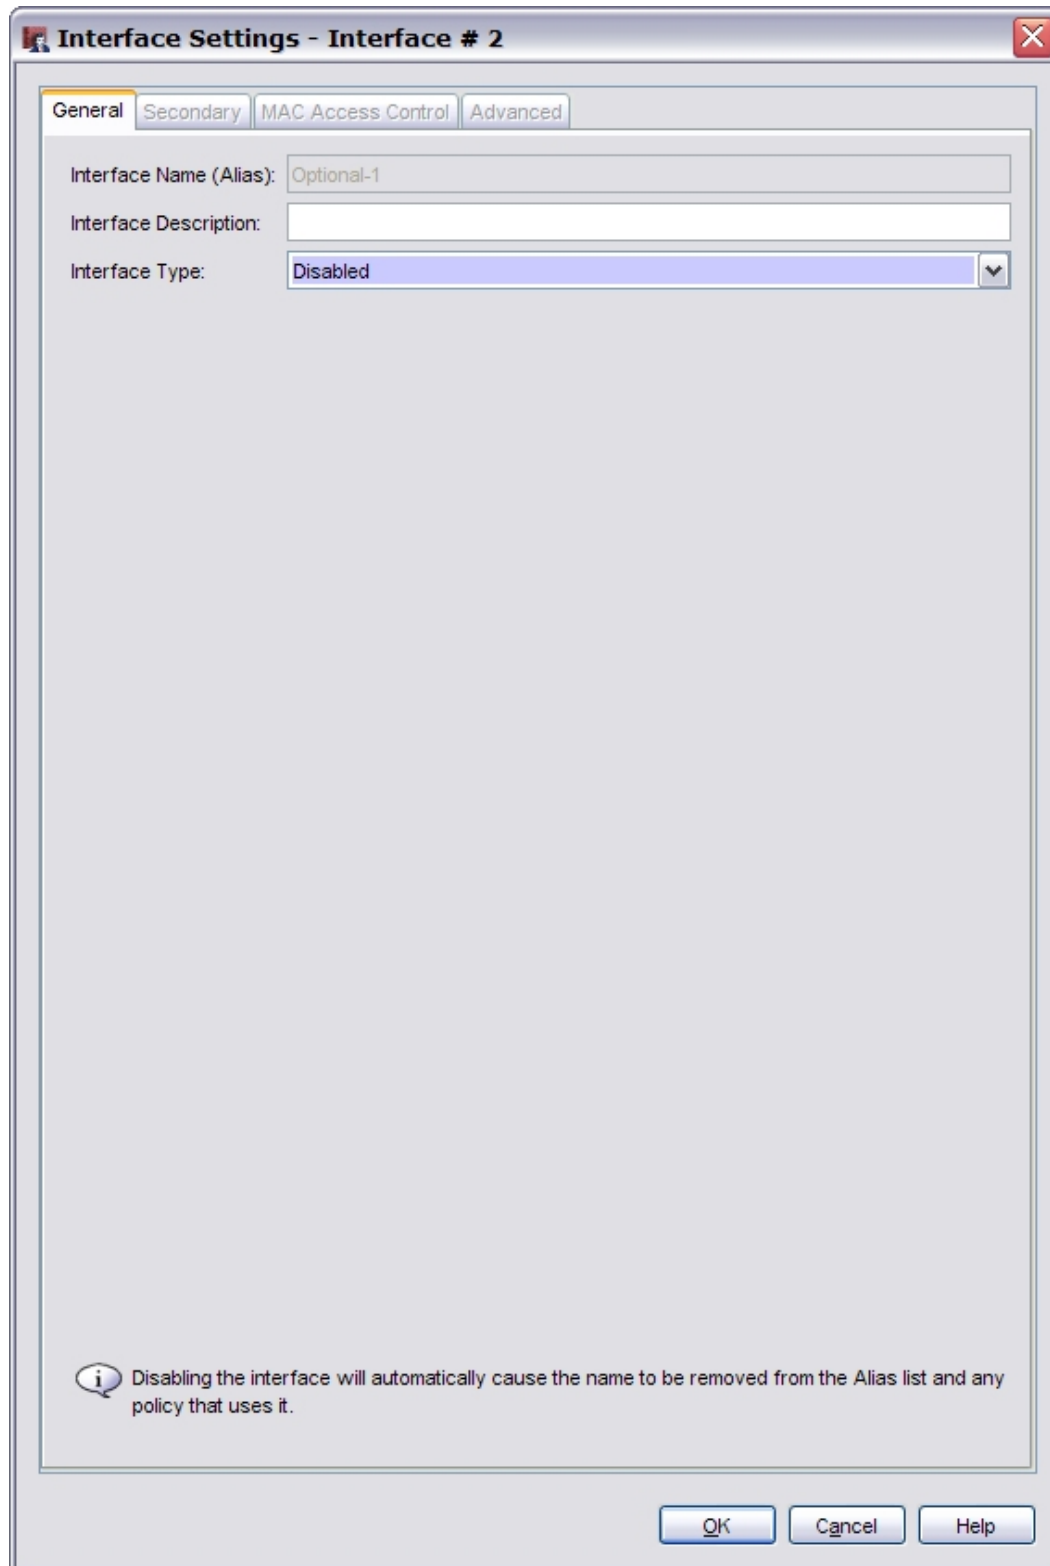 Interface Settings - Interface # 2
General Secondary MAC Access Control Advanced
Interface Name (Alias): Optional-1
Interface Description:
Interface Type: Disabled
Disabling the interface will automatically cause the name to be removed from the Alias list and any
policy that uses it.
OK Cancel Help